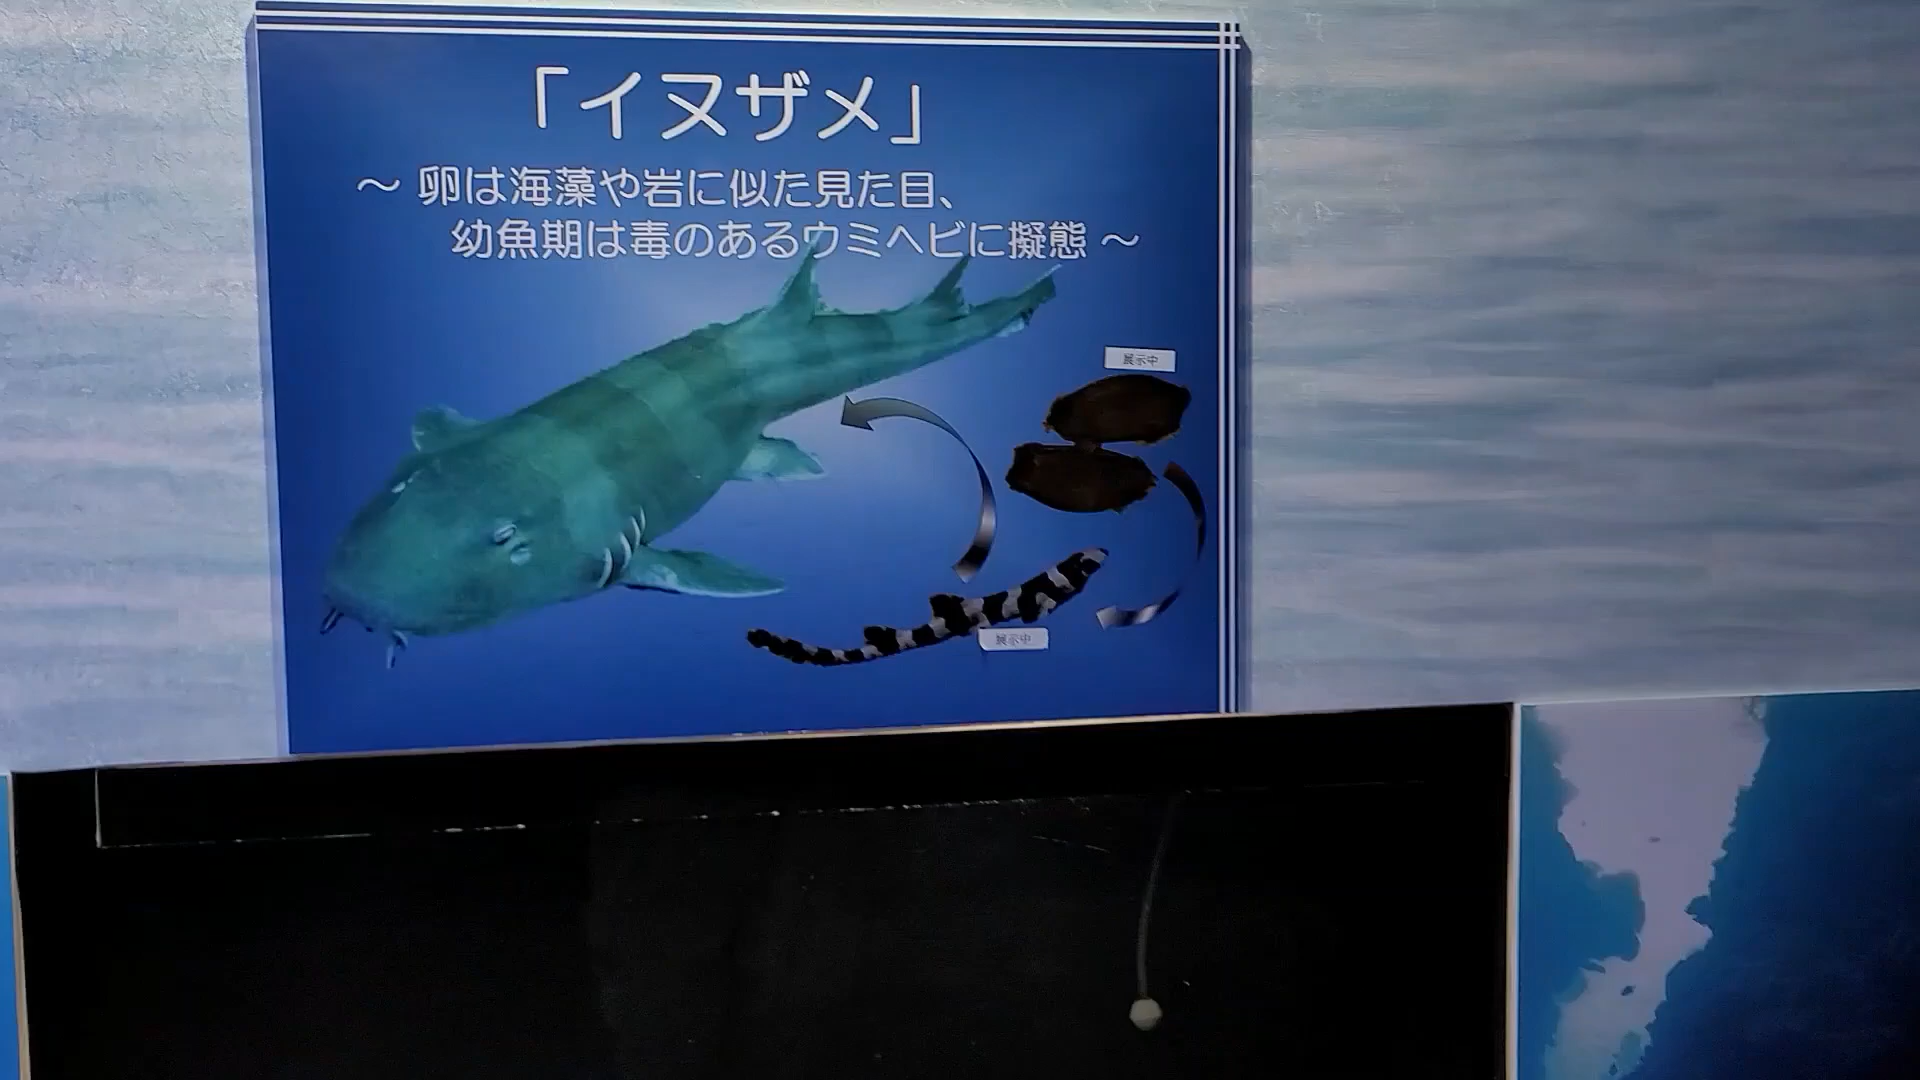 「イヌザメ」
～ 卵は海藻や岩に似た見た目、
幼魚期は毒のあるウミヘビに擬態 ～
展示中
展示中